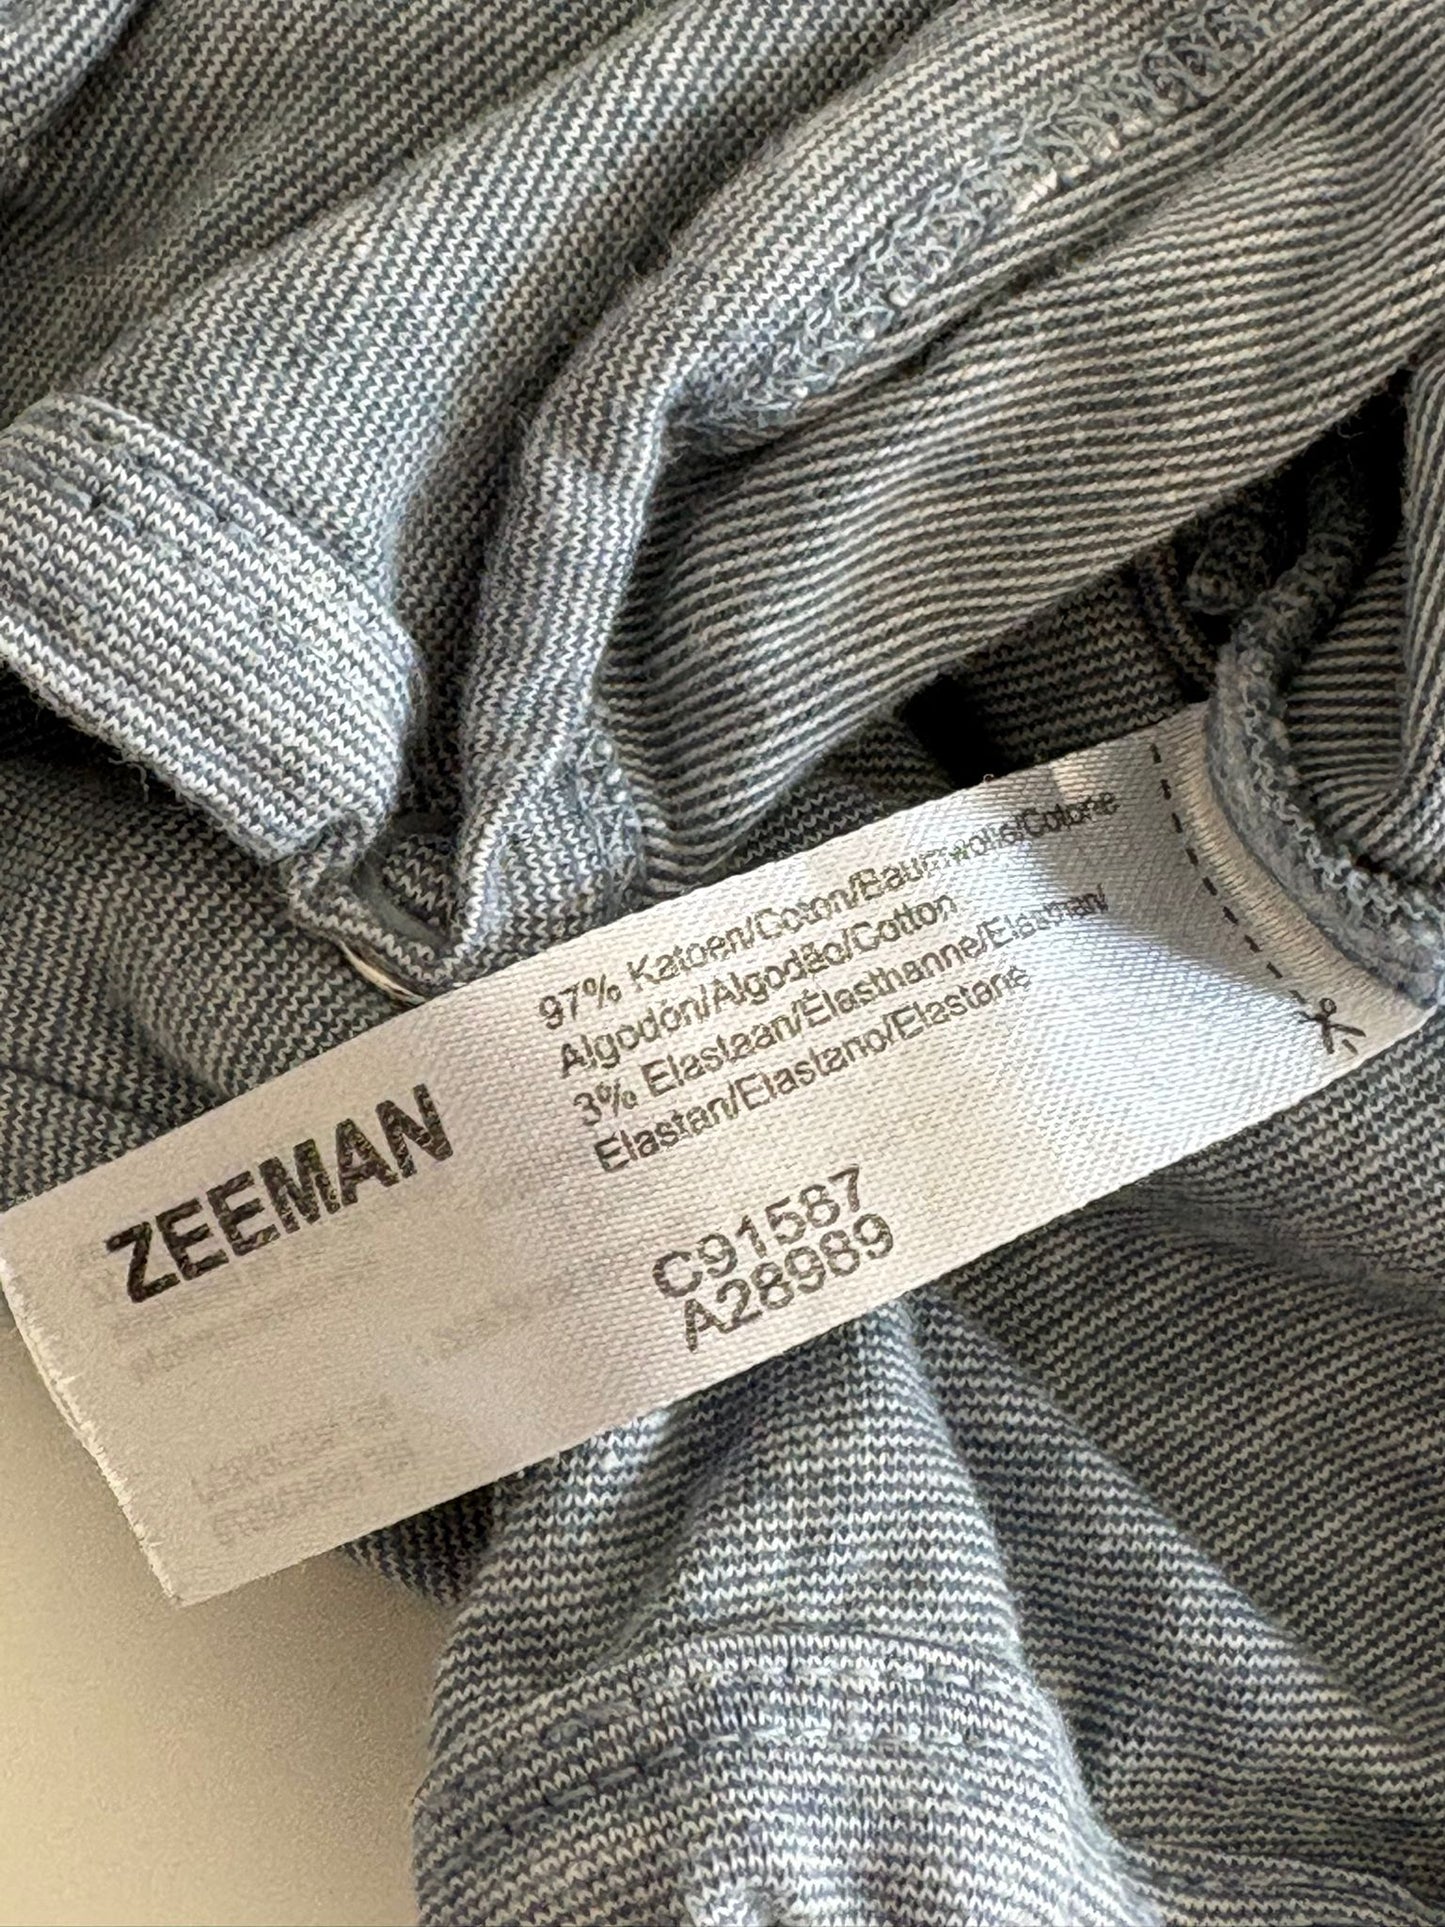 97% Katoen/Coton/Baumwolle/Cotone
Algodón/Algodão/Cotton
3% Elastaan/Élasthanne/Elasthan/
Elastan/Elastano/Elastane
ZEEMAN
C91587
A28989